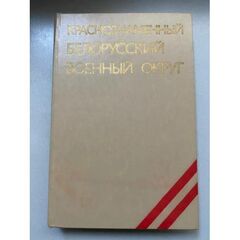 КРАСНОЗНАМЕННЫЙ
БЕЛОРУССКИЙ
ВОЕННЫЙ ОКРУГ